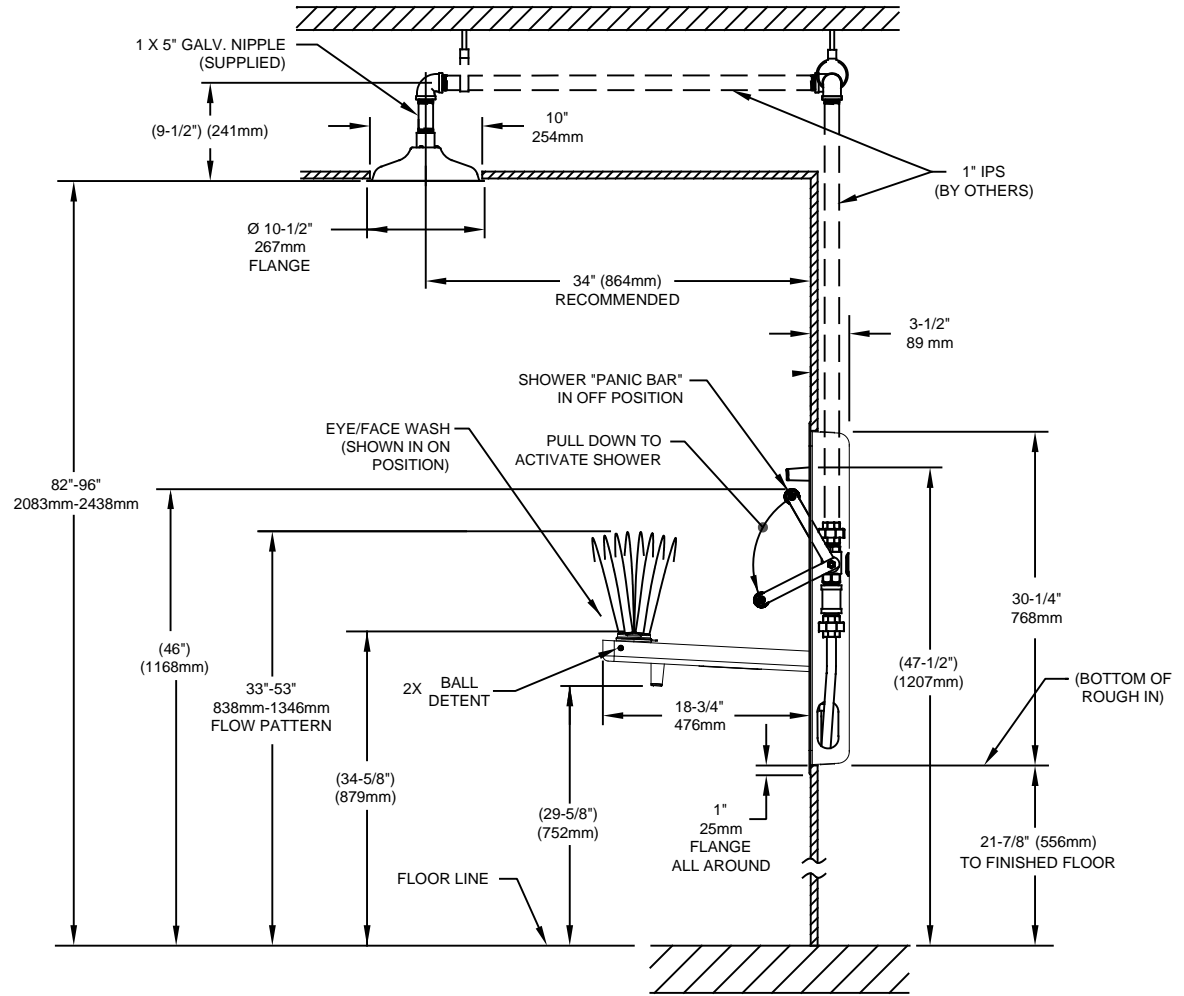 1 X 5" GALV. NIPPLE
(SUPPLIED)
(9-1/2") (241mm)
10"
254mm
1" IPS
(BY OTHERS)
Ø 10-1/2"
267mm
FLANGE
34" (864mm)
RECOMMENDED
3-1/2"
89 mm
SHOWER "PANIC BAR"
IN OFF POSITION
EYE/FACE WASH
(SHOWN IN ON
POSITION)
PULL DOWN TO
ACTIVATE SHOWER
82"-96"
2083mm-2438mm
30-1/4"
768mm
(46")
(1168mm)
33"-53"
838mm-1346mm
FLOW PATTERN
2X BALL
DETENT
18-3/4"
476mm
(47-1/2")
(1207mm)
(BOTTOM OF
ROUGH IN)
(34-5/8")
(879mm)
(29-5/8")
(752mm)
1"
25mm
FLANGE
ALL AROUND
21-7/8" (556mm)
TO FINISHED FLOOR
FLOOR LINE